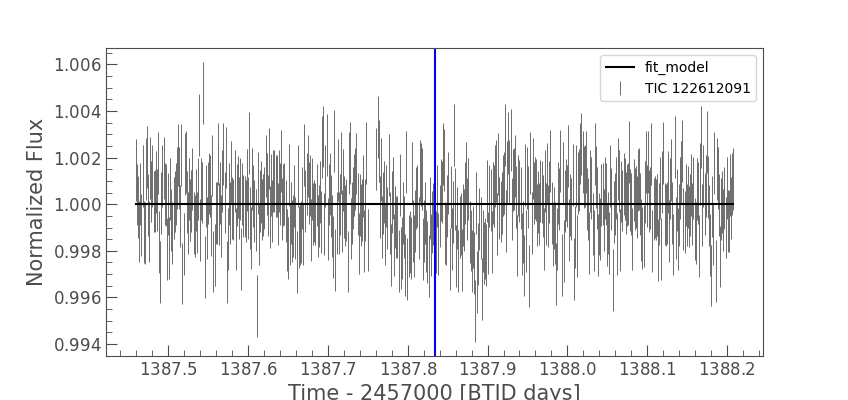 1.006
1.004
1.002
1.000
0.998
0.996
0.994
Normalized Flux
fit_model
TIC 122612091
1387.5 1387.6 1387.7 1387.8 1387.9 1388.0 1388.1 1388.2
Time - 2457000 [BTJD days]